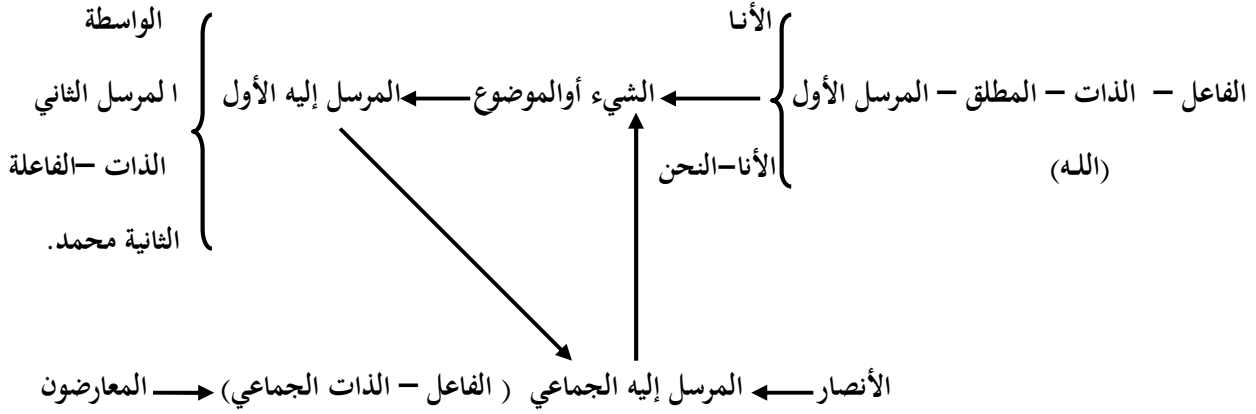 الأنا الواسطة
الفاعل – الذات – المطلق – المرسل الأول الشيء أوالموضوع المرسل إليه الأول ا لمرسل الثاني
(اللـه) الأنا–النحن الذات –الفاعلة
الثانية محمد.
الأنصار المرسل إليه الجماعي ( الفاعل – الذات الجماعي) المعارضون